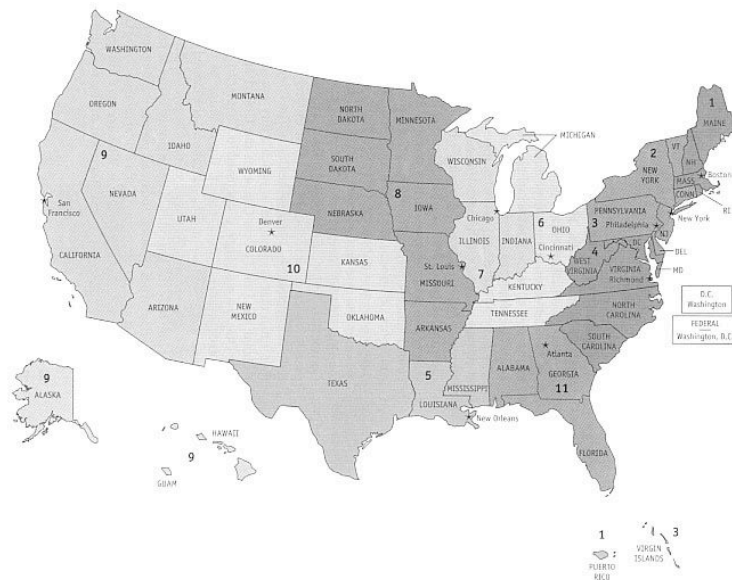 WASHINGTON
MONTANA
OREGON
IDAHO
WYOMING
9
NEVADA
San
Francisco
CALIFORNIA
UTAH
Denver
COLORADO
10
ARIZONA
NEW
MEXICO
NORTH
DAKOTA
SOUTH
DAKOTA
NEBRASKA
KANSAS
OKLAHOMA
TEXAS
MINNESOTA
8
IOWA
St. Louis
MISSOURI
ARKANSAS
5
LOUISIANA
New Orleans
WISCONSIN
MICHIGAN
Chicago
ILLINOIS
7
INDIANA
6
OHIO
Cincinnati
KENTUCKY
TENNESSEE
MISSISSIPPI
ALABAMA
Atlanta
GEORGIA
11
FLORIDA
1
MAINE
VT
NH
2
NEW
YORK
MASS
Boston
CONN
RI
PENNSYLVANIA
3
Philadelphia
New York
NJ
4
DC
DEL
MD
WEST
VIRGINIA
VIRGINIA
Richmond
NORTH
CAROLINA
SOUTH
CAROLINA
D.C.
Washington
FEDERAL
Washington, D.C.
9
ALASKA
HAWAII
9
GUAM
1
PUERTO
RICO
3
VIRGIN
ISLANDS